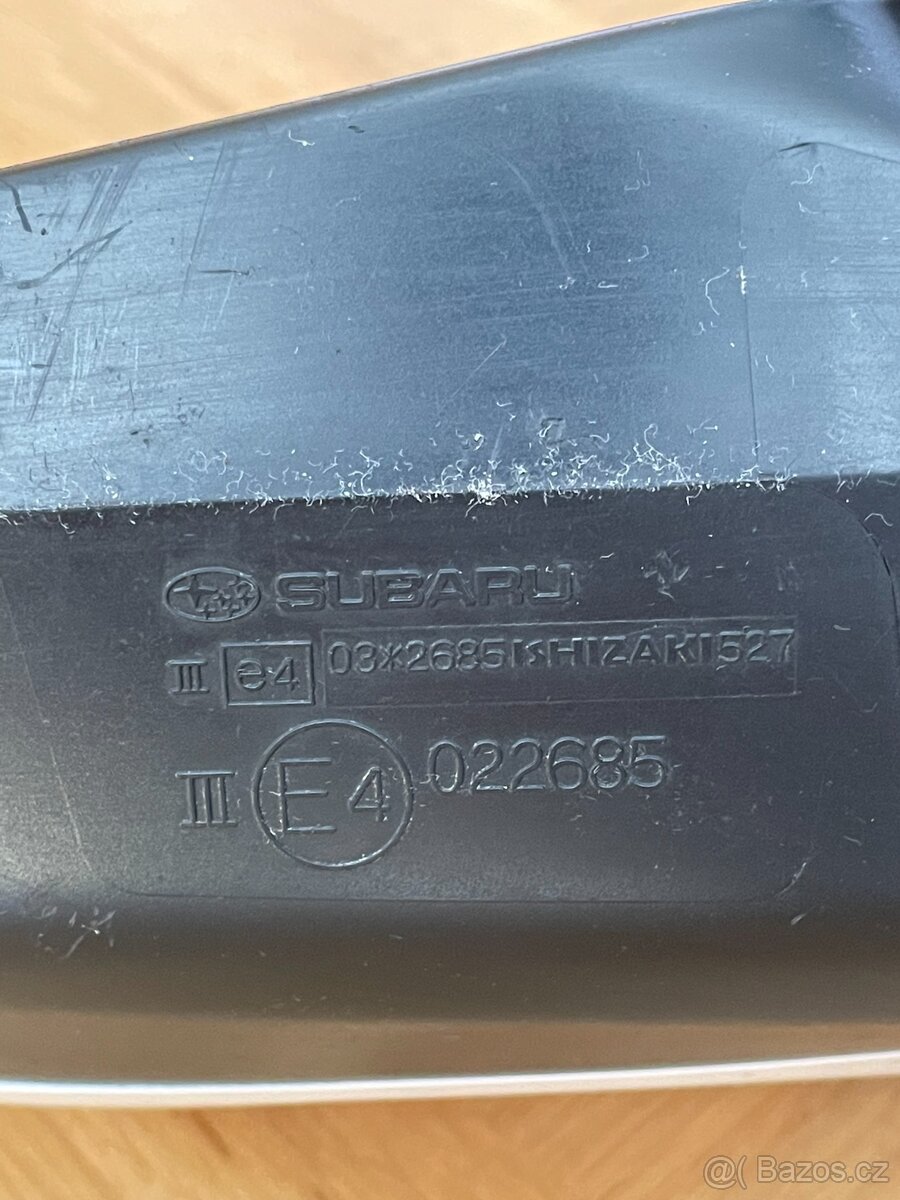 SUBARU
III e4 03*2685ISHIZAKI527
III E4 022685
@( Bazos.cz